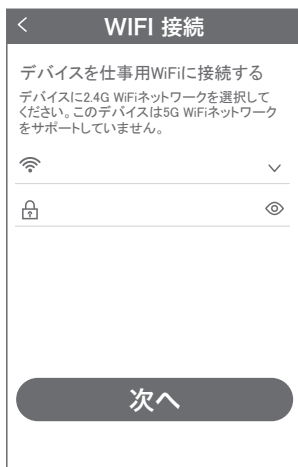 WIFI 接続
デバイスを仕事用WiFiに接続する
デバイスに2.4G WiFiネットワークを選択して
ください。このデバイスは5G WiFiネットワーク
をサポートしていません。
次へ